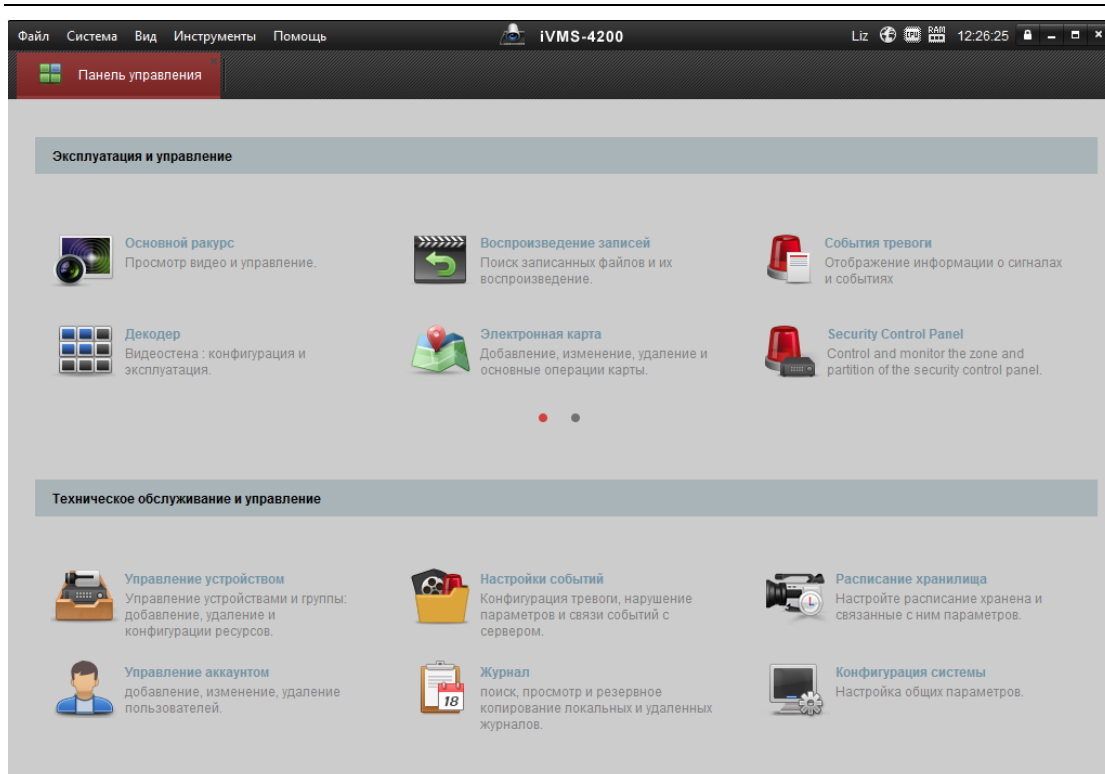 Файл Система Вид Инструменты Помощь iVMS-4200 Liz CPU RAM 12:26:25
Панель управления
Эксплуатация и управление
Основной ракурс
Просмотр видео и управление.
Воспроизведение записей
Поиск записанных файлов и их
воспроизведение.
События тревоги
Отображение информации о сигналах
и событиях
Декодер
Видеостена : конфигурация и
эксплуатация.
Электронная карта
Добавление, изменение, удаление и
основные операции карты.
Security Control Panel
Control and monitor the zone and
partition of the security control panel.
Техническое обслуживание и управление
Управление устройством
Управление устройствами и группы:
добавление, удаление и
конфигурации ресурсов.
Настройки событий
Конфигурация тревоги, нарушение
параметров и связи событий с
сервером.
Расписание хранилища
Настройте расписание хранена и
связанные с ним параметров.
Управление аккаунтом
добавление, изменение, удаление
пользователей.
18
Журнал
поиск, просмотр и резервное
копирование локальных и удаленных
журналов.
Конфигурация системы
Настройка общих параметров.